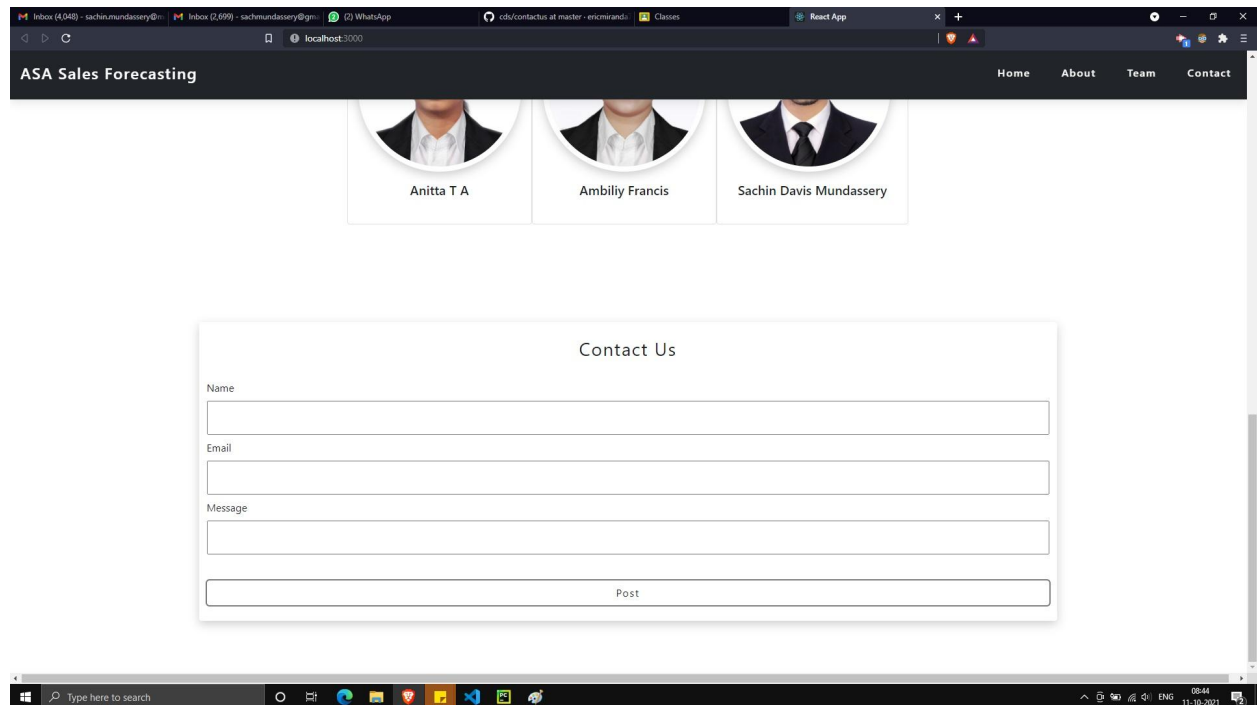 Inbox (4,048) - sachin.mundassery@m
Inbox (2,699) - sachmundassery@gma
(2) WhatsApp
cds/contactus at master · ericmiranda
Classes
React App
localhost:3000
ASA Sales Forecasting
Home About Team Contact
Anitta T A
Ambiliy Francis
Sachin Davis Mundassery
Contact Us
Name
Email
Message
Post
Type here to search
ENG
08:44
11-10-2021